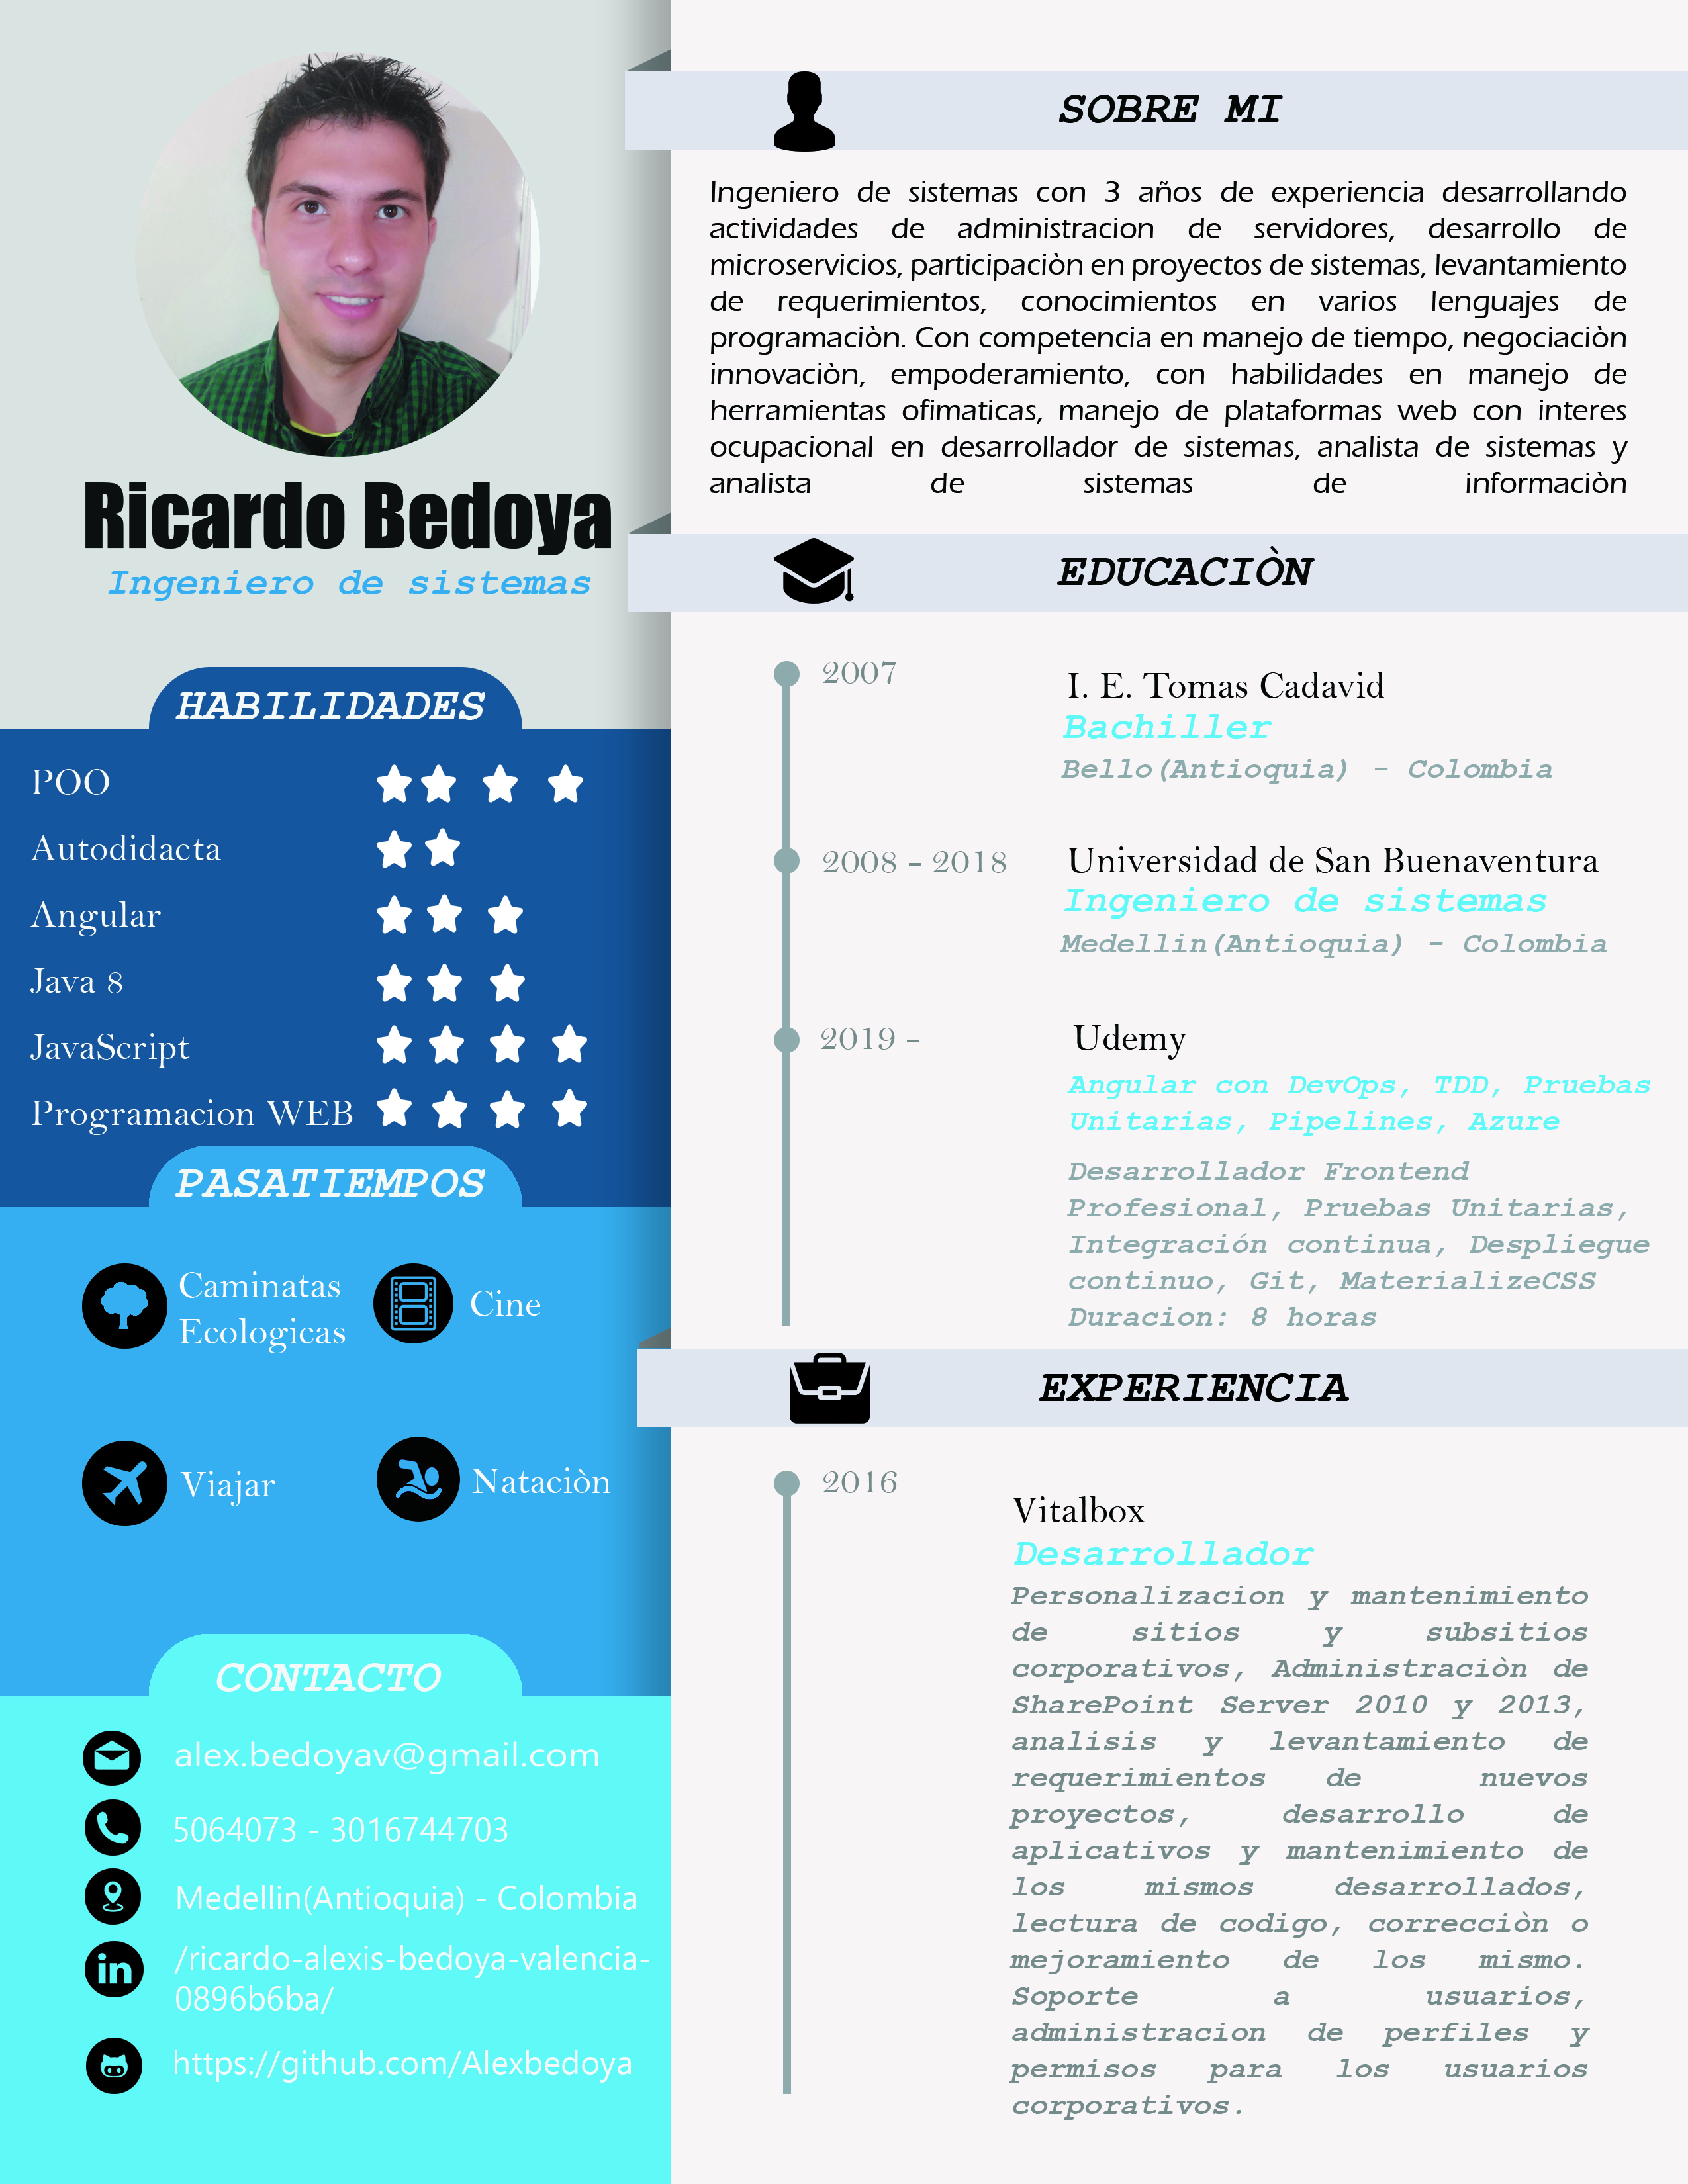 Ricardo Bedoya
Ingeniero de sistemas
HABILIDADES
POO
Autodidacta
Angular
Java 8
JavaScript
Programacion WEB
PASATIEMPOS
Caminatas
Ecologicas
Cine
Viajar
Nataciòn
CONTACTO
alex.bedoyav@gmail.com
5064073 - 3016744703
Medellin(Antioquia) - Colombia
/ricardo-alexis-bedoya-valencia-
0896b6ba/
https://github.com/Alexbedoya
SOBRE MI
Ingeniero de sistemas con 3 años de experiencia desarrollando
actividades de administracion de servidores, desarrollo de
microservicios, participaciòn en proyectos de sistemas, levantamiento
de requerimientos, conocimientos en varios lenguajes de
programaciòn. Con competencia en manejo de tiempo, negociaciòn
innovaciòn, empoderamiento, con habilidades en manejo de
herramientas ofimaticas, manejo de plataformas web con interes
ocupacional en desarrollador de sistemas, analista de sistemas y
analista de sistemas de informaciòn
EDUCACIÒN
2007
I. E. Tomas Cadavid
Bachiller
Bello(Antioquia) - Colombia
2008 - 2018
Universidad de San Buenaventura
Ingeniero de sistemas
Medellin(Antioquia) - Colombia
2019 -
Udemy
Angular con DevOps, TDD, Pruebas
Unitarias, Pipelines, Azure
Desarrollador Frontend
Profesional, Pruebas Unitarias,
Integración continua, Despliegue
continuo, Git, MaterializeCSS
Duracion: 8 horas
EXPERIENCIA
2016
Vitalbox
Desarrollador
Personalizacion y mantenimiento
de sitios y subsitios
corporativos, Administraciòn de
SharePoint Server 2010 y 2013,
analisis y levantamiento de
requerimientos de nuevos
proyectos, desarrollo de
aplicativos y mantenimiento de
los mismos desarrollados,
lectura de codigo, correcciòn o
mejoramiento de los mismo.
Soporte a usuarios,
administracion de perfiles y
permisos para los usuarios
corporativos.
in